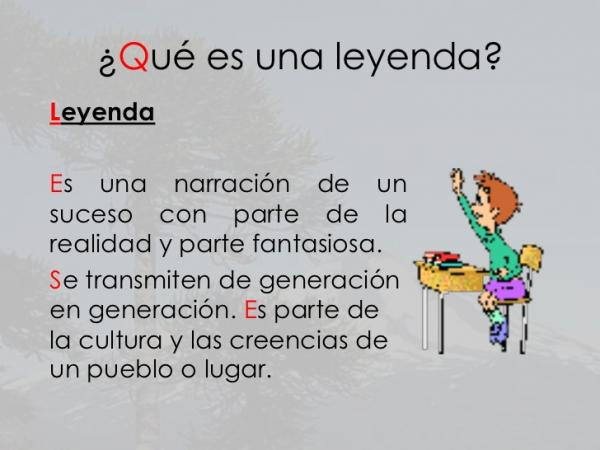 ¿Qué es una leyenda?
Leyenda
Es una narración de un
suceso con parte de la
realidad y parte fantasiosa.
Se transmiten de generación
en generación. Es parte de
la cultura y las creencias de
un pueblo o lugar.